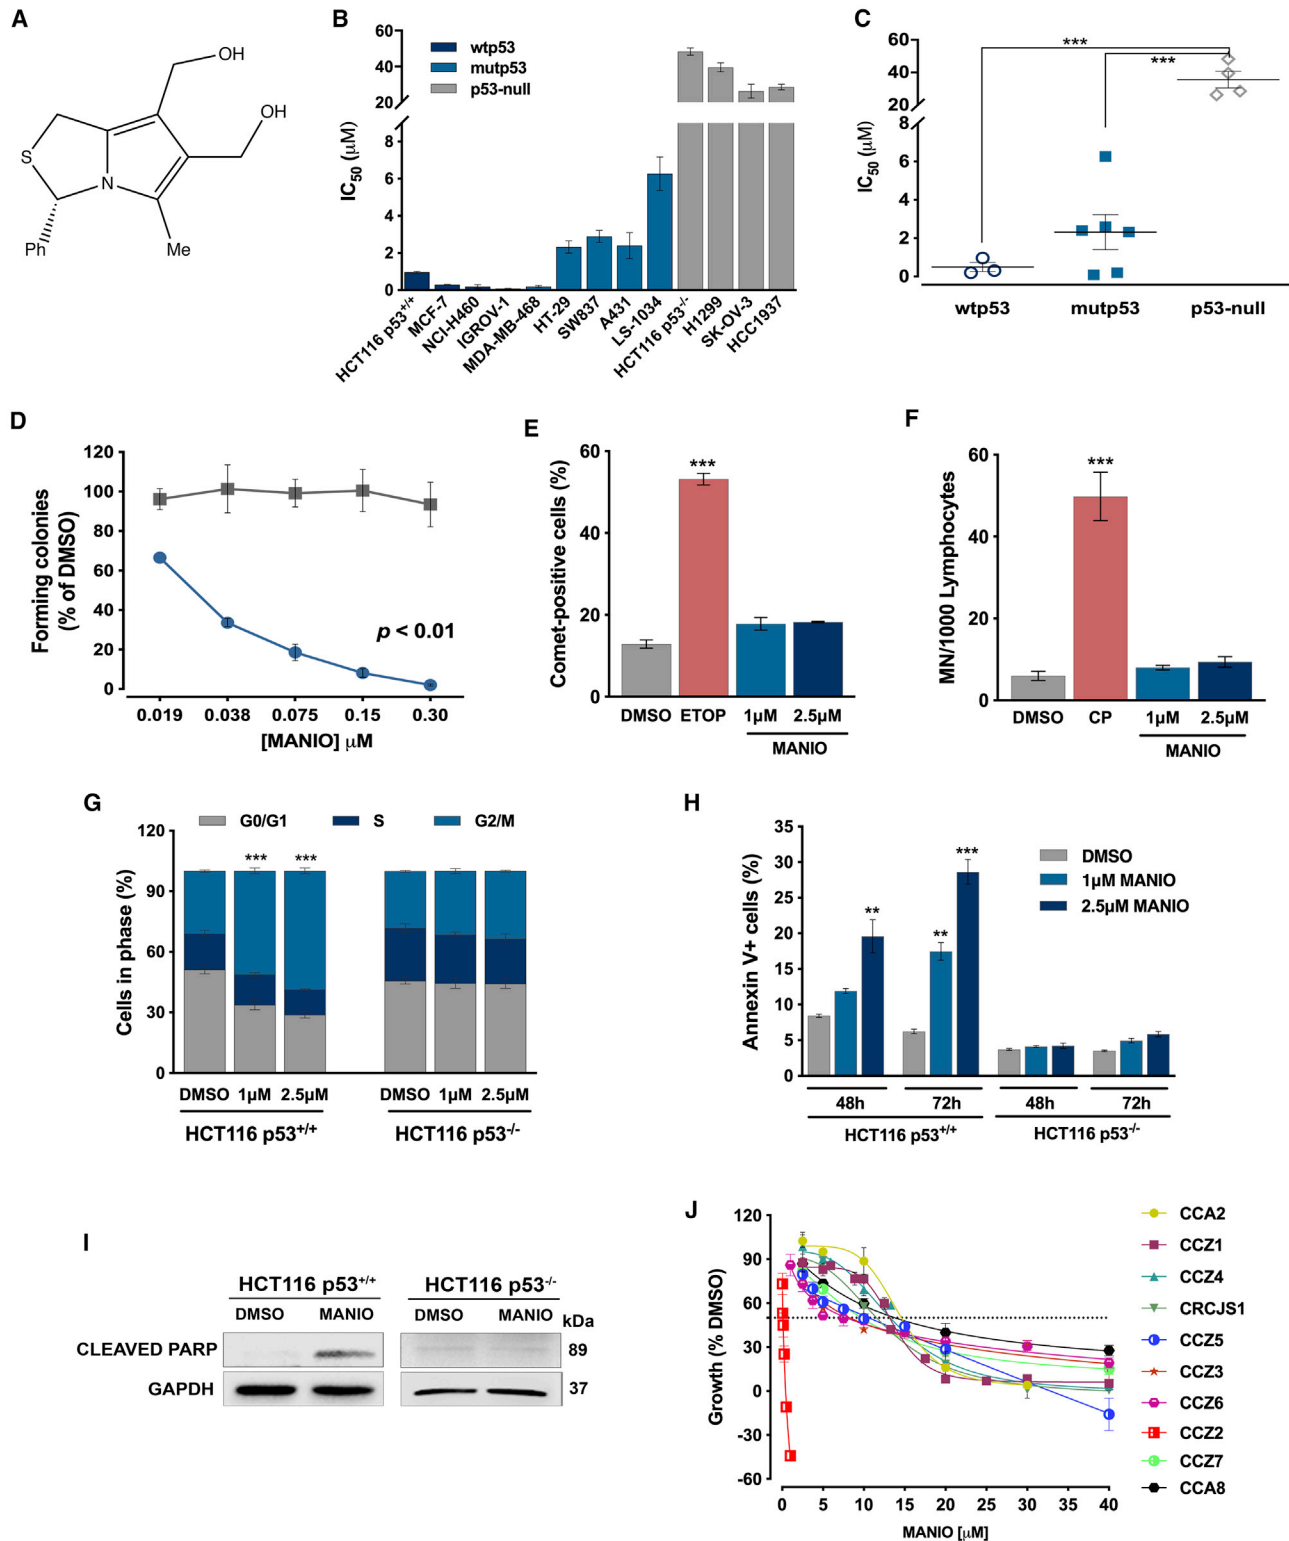 A
OH
OH
S
N
Ph
Me
B
wtp53
mutp53
p53-null
IC50 (μM)
60
40
20
8
6
4
2
0
HCT116 p53+/+
MCF-7
NCI-H460
IGROV-1
MDA-MB-468
HT-29
SW837
A431
LS-1034
HCT116 p53-/-
H1299
SK-OV-3
HCC1937
C
***
***
IC50 (μM)
60
40
20
8
6
4
2
0
wtp53 mutp53 p53-null
D
Forming colonies
(% of DMSO)
120
100
80
60
40
20
0
p < 0.01
0.019 0.038 0.075 0.15 0.30
[MANIO] μM
E
Comet-positive cells (%)
60
40
20
0
***
DMSO ETOP 1μM 2.5μM
MANIO
F
MN/1000 Lymphocytes
60
40
20
0
***
DMSO CP 1μM 2.5μM
MANIO
G
G0/G1 S G2/M
Cells in phase (%)
120
90
60
30
0
*** ***
DMSO 1μM 2.5μM DMSO 1μM 2.5μM
HCT116 p53+/+ HCT116 p53-/-
H
Annexin V+ cells (%)
35
30
25
20
15
10
5
0
DMSO
1μM MANIO
2.5μM MANIO
** ** ***
48h 72h 48h 72h
HCT116 p53+/+ HCT116 p53-/-
I
HCT116 p53+/+ HCT116 p53-/-
DMSO MANIO DMSO MANIO kDa
CLEAVED PARP 89
GAPDH 37
J
Growth (% DMSO)
120
90
60
30
0
-30
-60
0 5 10 15 20 25 30 35 40
MANIO [μM]
CCA2
CCZ1
CCZ4
CRCJS1
CCZ5
CCZ3
CCZ6
CCZ2
CCZ7
CCA8